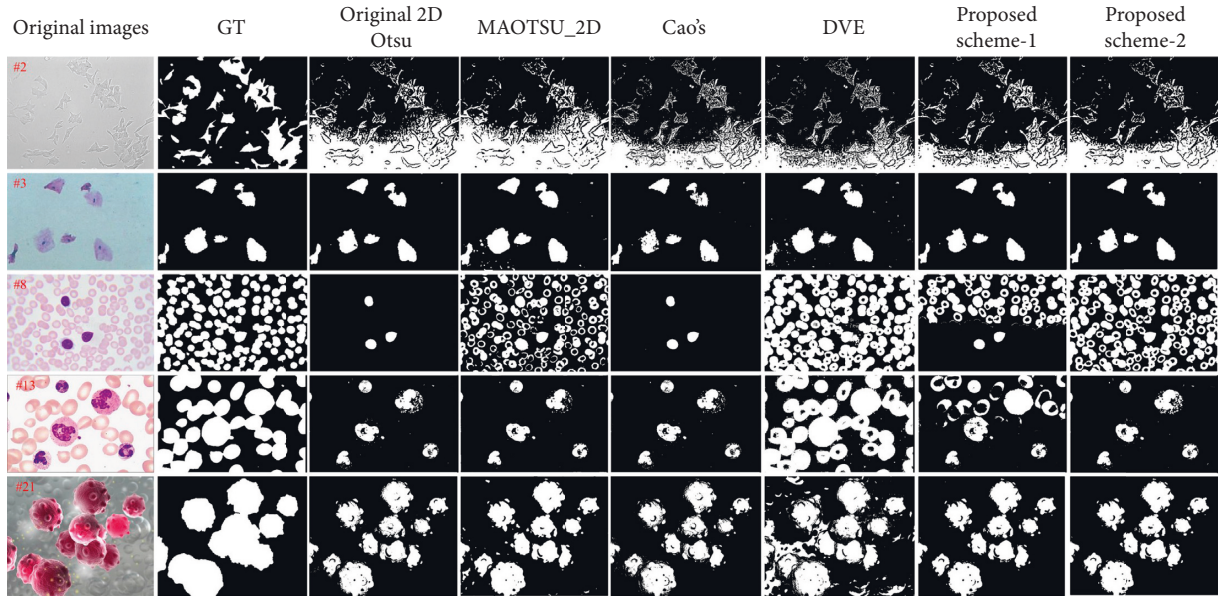 Original images
GT
Original 2D
Otsu
MAOTSU_2D
Cao’s
DVE
Proposed
scheme-1
Proposed
scheme-2
#2
#3
#8
#13
#21